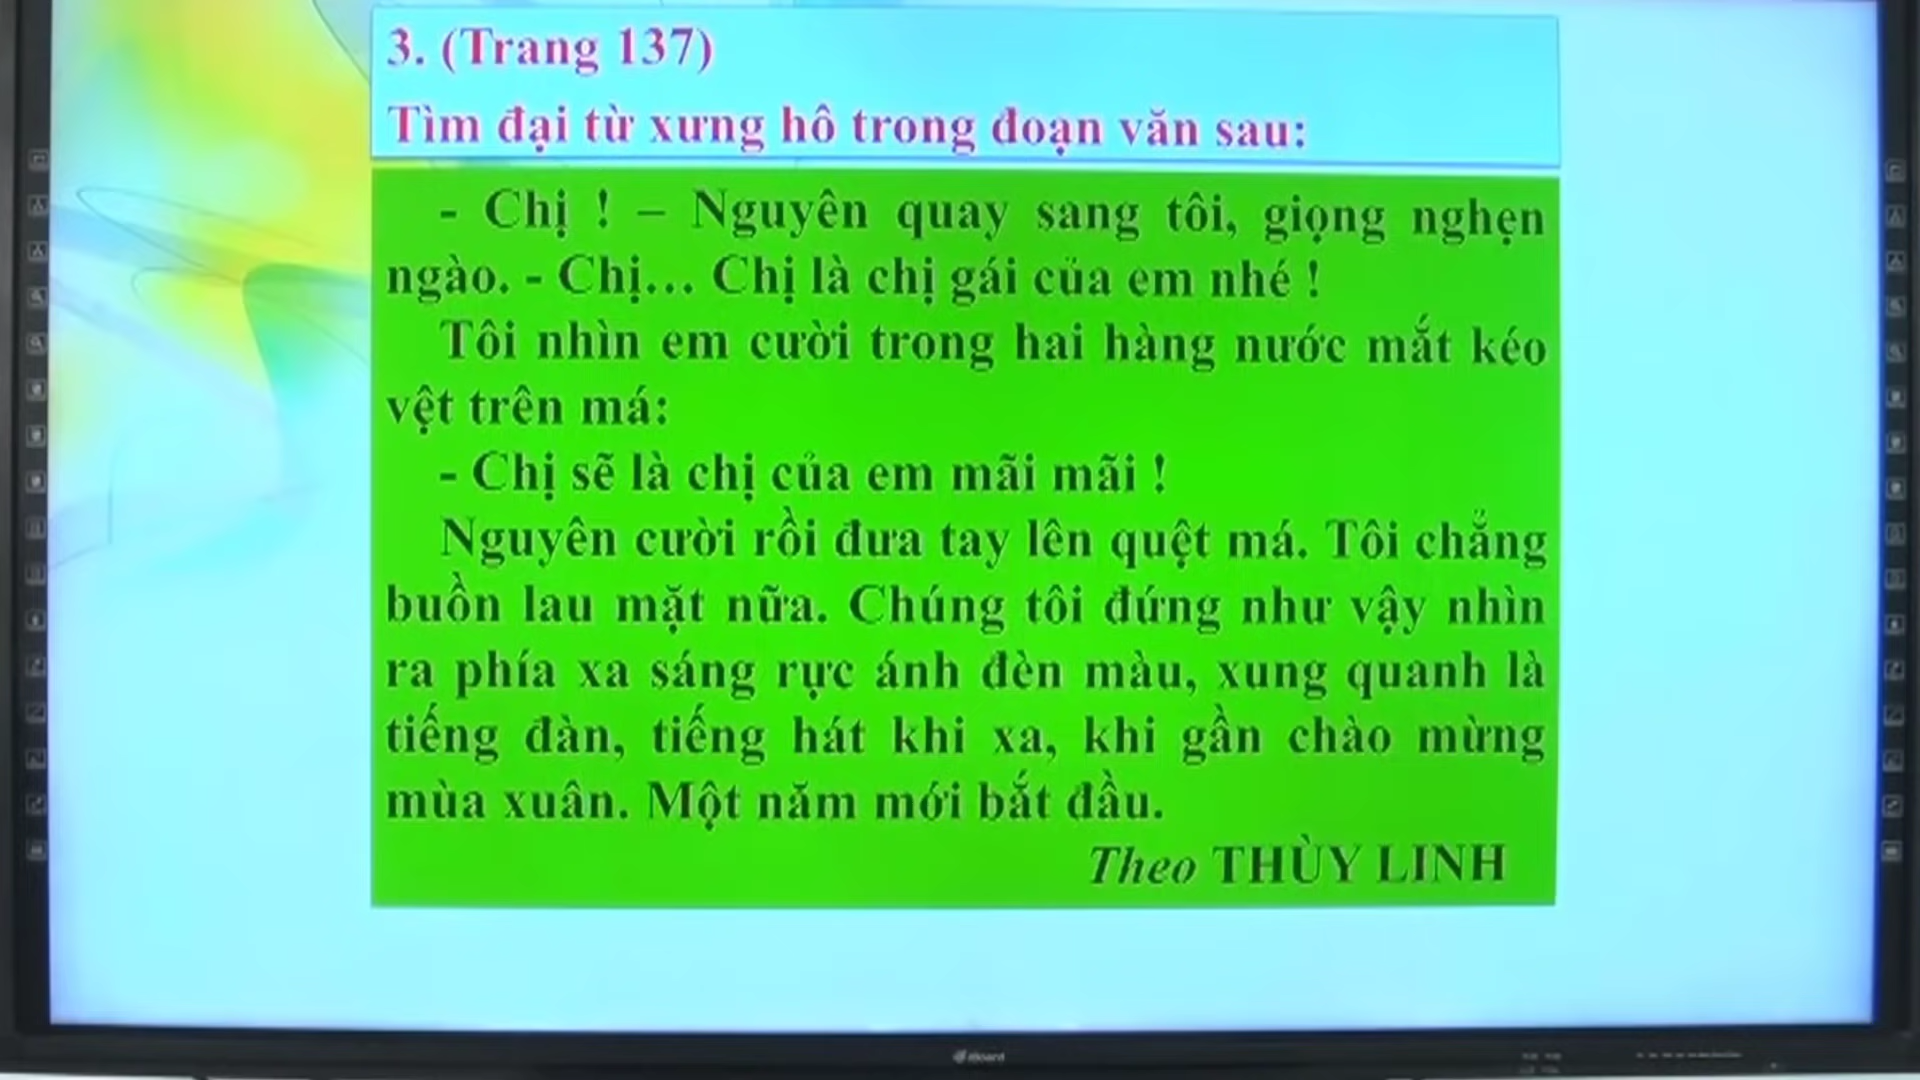 3. (Trang 137)
Tìm đại từ xưng hô trong đoạn văn sau:
- Chị ! – Nguyên quay sang tôi, giọng nghẹn
ngào. - Chị... Chị là chị gái của em nhé !
Tôi nhìn em cười trong hai hàng nước mắt kéo
vệt trên má:
- Chị sẽ là chị của em mãi mãi !
Nguyên cười rồi đưa tay lên quệt má. Tôi chẳng
buồn lau mặt nữa. Chúng tôi đứng như vậy nhìn
ra phía xa sáng rực ánh đèn màu, xung quanh là
tiếng đàn, tiếng hát khi xa, khi gần chào mừng
mùa xuân. Một năm mới bắt đầu.
Theo THÙY LINH